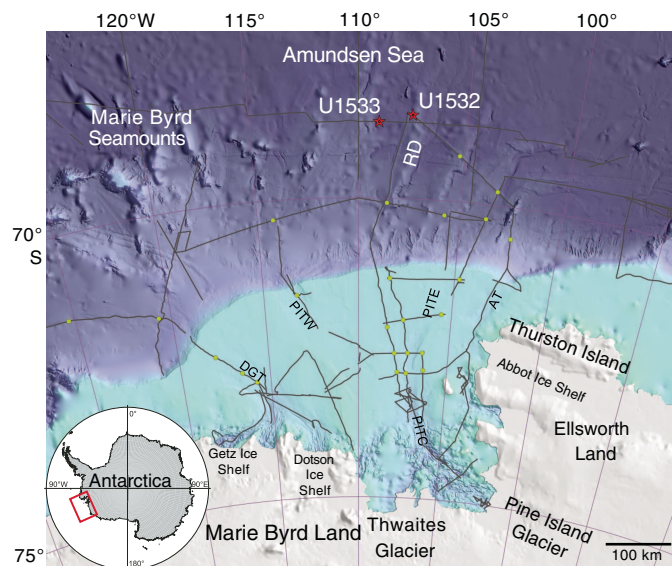 120°W 115° 110° 105° 100°
Amundsen Sea
U1533
U1532
Marie Byrd
Seamounts
RD
70°
S
PITW
PITE
AT
DGT
Thurston Island
Abbot Ice Shelf
PITC
Ellsworth
Land
Getz Ice
Shelf
Dotson
Ice
Shelf
0°
90°W
Antarctica
90°E
180°
Marie Byrd Land
Thwaites
Glacier
Pine Island
Glacier
75°
100 km